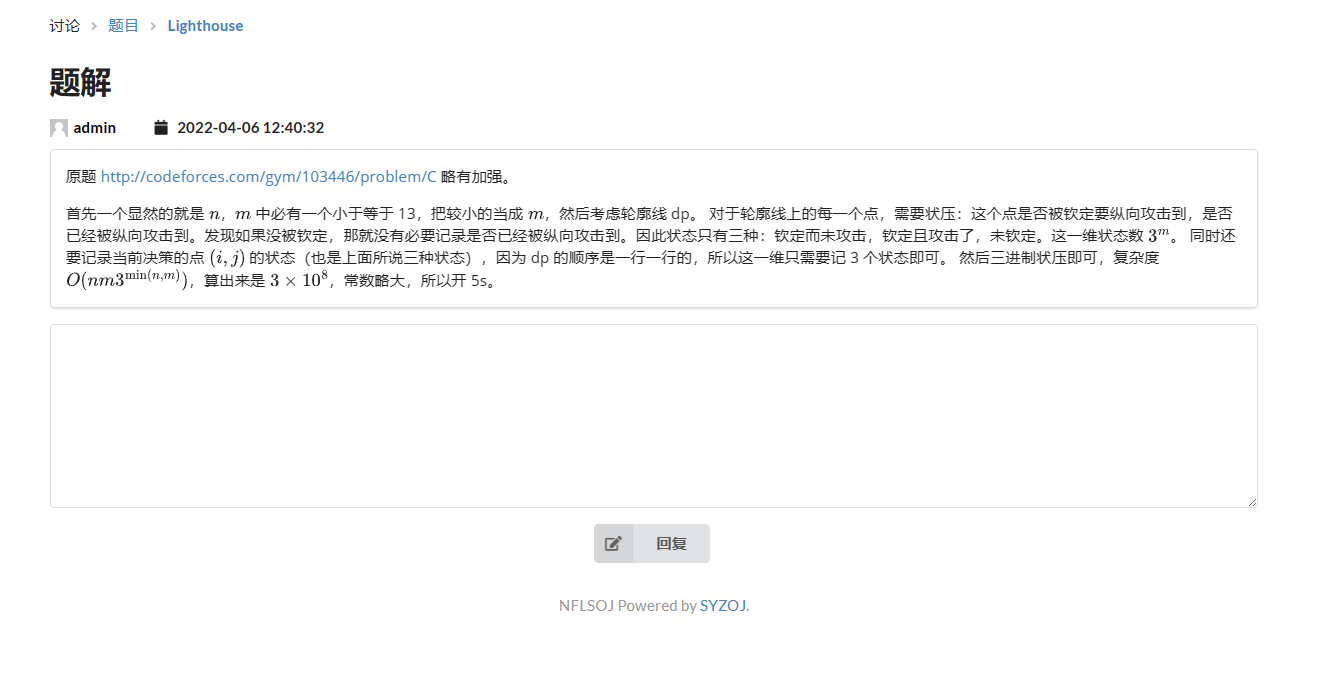 讨论 > 题目 > Lighthouse
题解
admin 2022-04-06 12:40:32
原题 http://codeforces.com/gym/103446/problem/C 略有加强。
首先一个显然的就是 n，m 中必有一个小于等于 13，把较小的当成 m，然后考虑轮廓线 dp。 对于轮廓线上的每一个点，需要状压：这个点是否被钦定要纵向攻击到，是否
已经被纵向攻击到。发现如果没被钦定，那就没有必要记录是否已经被纵向攻击到。因此状态只有三种：钦定而未攻击，钦定且攻击了，未钦定。这一维状态数 3^m。 同时还
要记录当前决策的点 (i, j) 的状态（也是上面所说三种状态），因为 dp 的顺序是一行一行的，所以这一维只需要记 3 个状态即可。 然后三进制状压即可，复杂度
O(nm3^{min(n,m)})，算出来是 3 × 10^8，常数略大，所以开 5s。
回复
NFLSOJ Powered by SYZOJ.